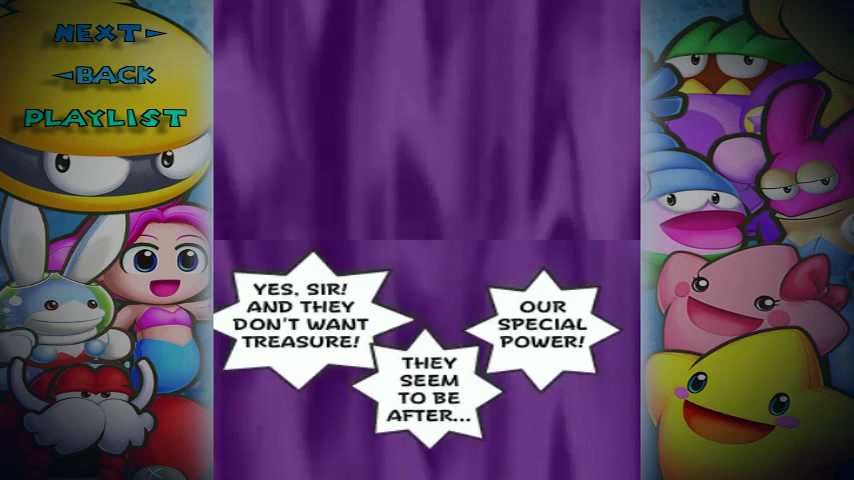 NEXT
BACK
PLAYLIST
YES, SIR!
AND THEY
DON'T WANT
TREASURE!
THEY
SEEM
TO BE
AFTER...
OUR
SPECIAL
POWER!